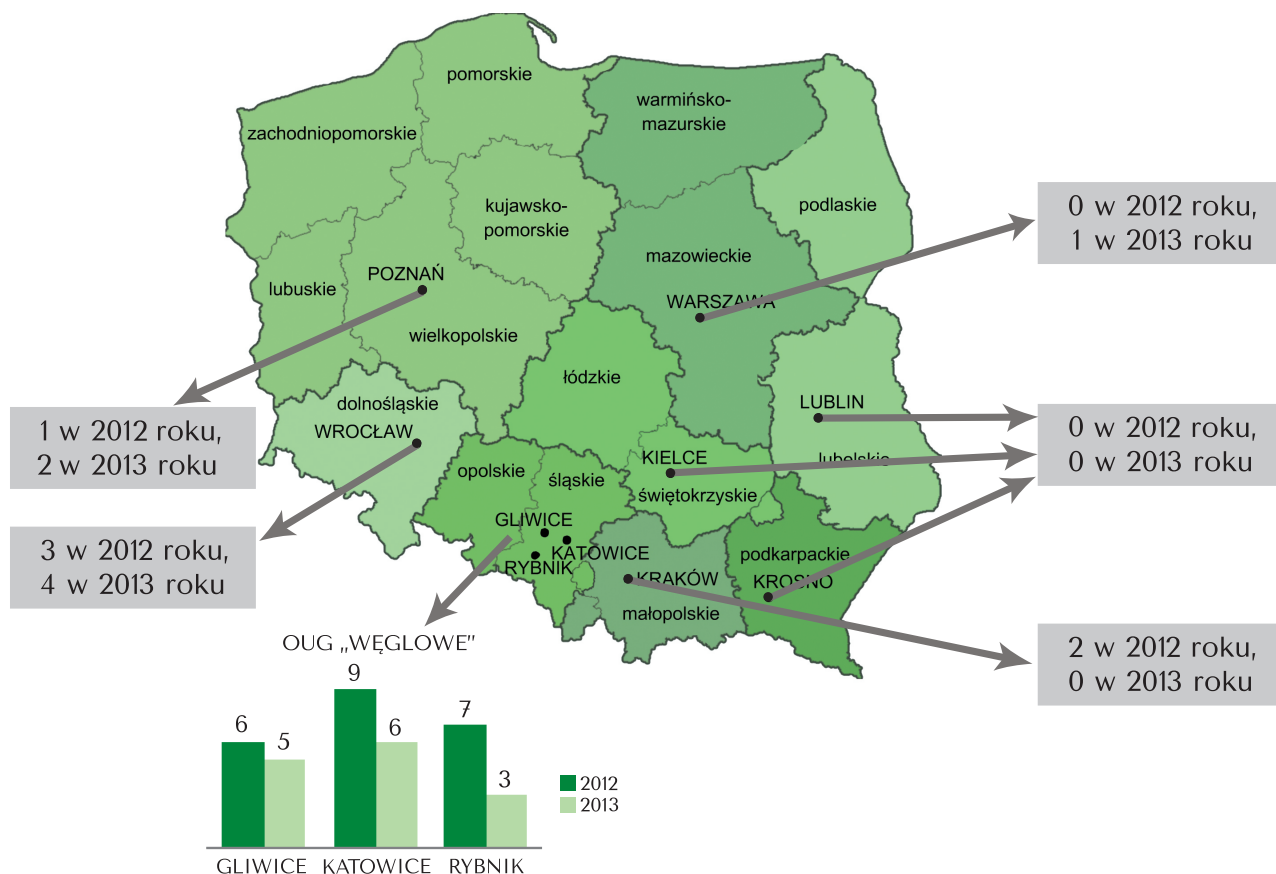 pomorskie
warmińsko-
mazurskie
zachodniopomorskie
kujawsko-
pomorskie
podlaskie
0 w 2012 roku,
1 w 2013 roku
mazowieckie
POZNAŃ
lubuskie
WARSZAWA
wielkopolskie
łódzkie
dolnośląskie
WROCŁAW
LUBLIN
1 w 2012 roku,
2 w 2013 roku
0 w 2012 roku,
0 w 2013 roku
KIELCE
lubelskie
opolskie
śląskie
świętokrzyskie
GLIWICE
KATOWICE
RYBNIK
3 w 2012 roku,
4 w 2013 roku
podkarpackie
KROSNO
KRAKÓW
małopolskie
2 w 2012 roku,
0 w 2013 roku
OUG „WĘGLOWE”
6
5
9
6
7
3
2012
2013
GLIWICE KATOWICE RYBNIK